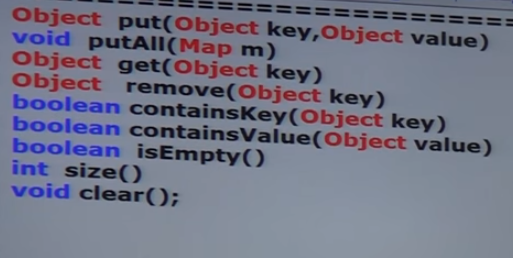 ==============================
Object put(Object key,Object value)
void putAll(Map m)
Object get(Object key)
Object remove(Object key)
boolean containsKey(Object key)
boolean containsValue(Object value)
boolean isEmpty()
int size()
void clear();